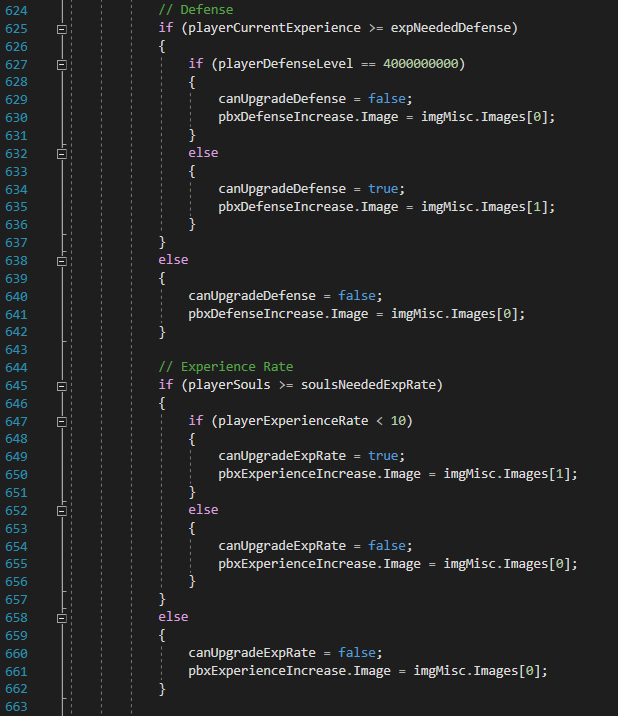 624 // Defense
625 if (playerCurrentExperience >= expNeededDefense)
626 {
627 if (playerDefenseLevel == 4000000000)
628 {
629 canUpgradeDefense = false;
630 pbxDefenseIncrease.Image = imgMisc.Images[0];
631 }
632 else
633 {
634 canUpgradeDefense = true;
635 pbxDefenseIncrease.Image = imgMisc.Images[1];
636 }
637 }
638 else
639 {
640 canUpgradeDefense = false;
641 pbxDefenseIncrease.Image = imgMisc.Images[0];
642 }
643
644 // Experience Rate
645 if (playerSouls >= soulsNeededExpRate)
646 {
647 if (playerExperienceRate < 10)
648 {
649 canUpgradeExpRate = true;
650 pbxExperienceIncrease.Image = imgMisc.Images[1];
651 }
652 else
653 {
654 canUpgradeExpRate = false;
655 pbxExperienceIncrease.Image = imgMisc.Images[0];
656 }
657 }
658 else
659 {
660 canUpgradeExpRate = false;
661 pbxExperienceIncrease.Image = imgMisc.Images[0];
662 }
663